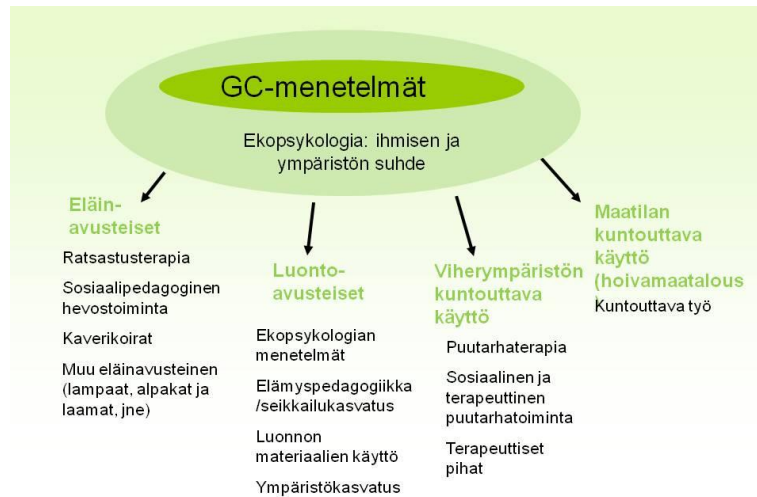 GC-menetelmät
Ekopsykologia: ihmisen ja
ympäristön suhde
Eläin-
avusteiset
Ratsastusterapia
Sosiaalipedagoginen
hevostoiminta
Kaverikoirat
Muu eläinavusteinen
(lampaat, alpakat ja
laamat, jne)
Luonto-
avusteiset
Ekopsykologian
menetelmät
Elämyspedagogiikka
/seikkailukasvatus
Luonnon
materiaalien käyttö
Ympäristökasvatus
Viherympäristön
kuntouttava
käyttö
Puutarhaterapia
Sosiaalinen ja
terapeuttinen
puutarhatoiminta
Terapeuttiset
pihat
Maatilan
kuntouttava
käyttö
(hoivamaatalous
)
Kuntouttava työ